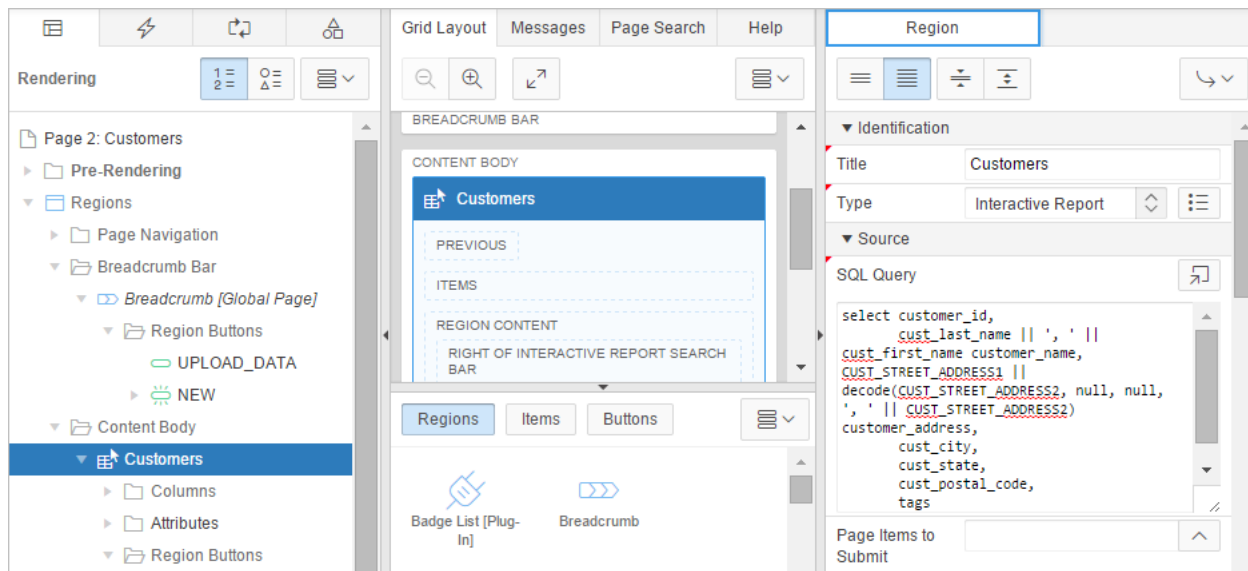 Rendering
1
2
Page 2: Customers
Pre-Rendering
Regions
Page Navigation
Breadcrumb Bar
Breadcrumb [Global Page]
Region Buttons
UPLOAD_DATA
NEW
Content Body
Customers
Columns
Attributes
Region Buttons
Grid Layout
Messages
Page Search
Help
BREADCRUMB BAR
CONTENT BODY
Customers
PREVIOUS
ITEMS
REGION CONTENT
RIGHT OF INTERACTIVE REPORT SEARCH
BAR
Regions
Items
Buttons
Badge List [Plug-
In]
Breadcrumb
Region
Identification
Title
Customers
Type
Interactive Report
Source
SQL Query
select customer_id,
cust_last_name || ', ' ||
cust_first_name customer_name,
CUST_STREET_ADDRESS1 ||
decode(CUST_STREET_ADDRESS2, null, null,
', ' || CUST_STREET_ADDRESS2)
customer_address,
cust_city,
cust_state,
cust_postal_code,
tags
Page Items to
Submit